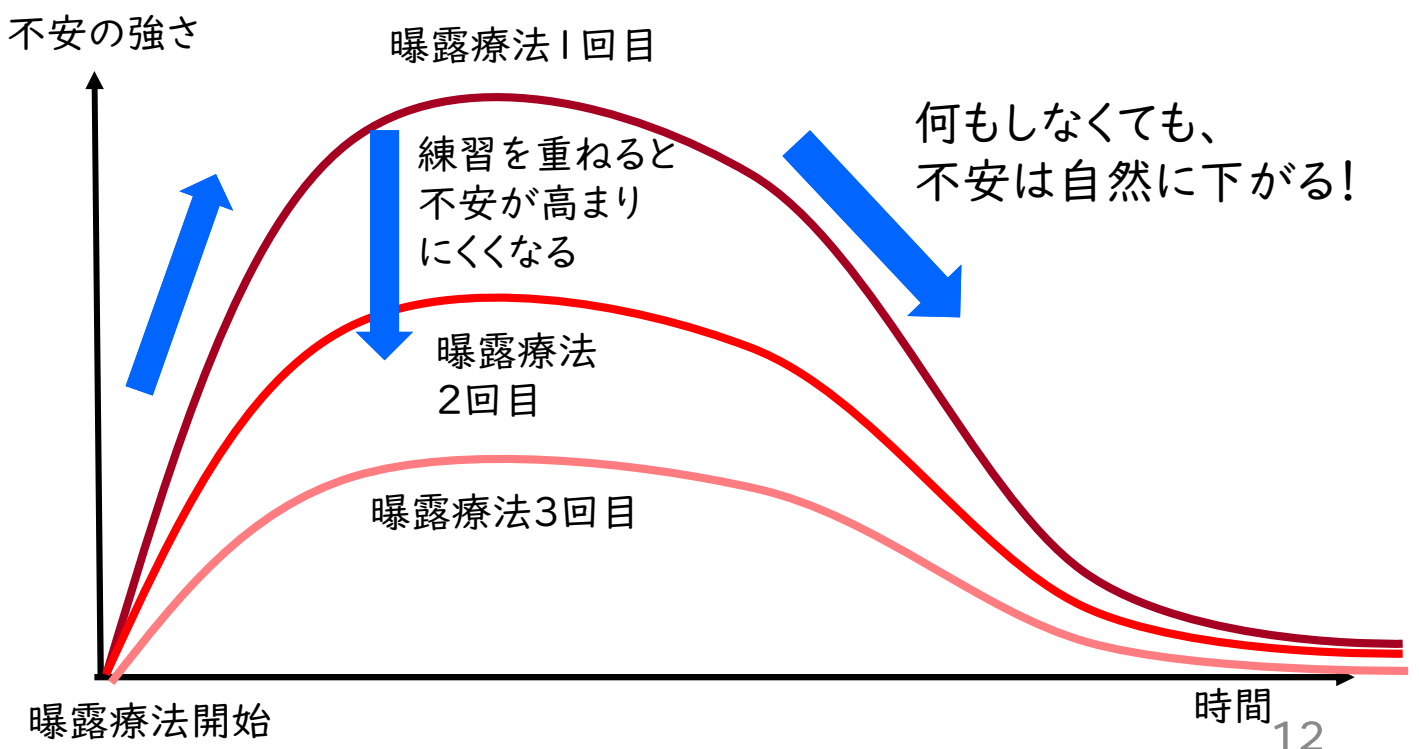 不安の強さ
曝露療法1回目
何もしなくても、
不安は自然に下がる!
練習を重ねると
不安が高まり
にくくなる
曝露療法
2回目
曝露療法3回目
曝露療法開始
時間
12